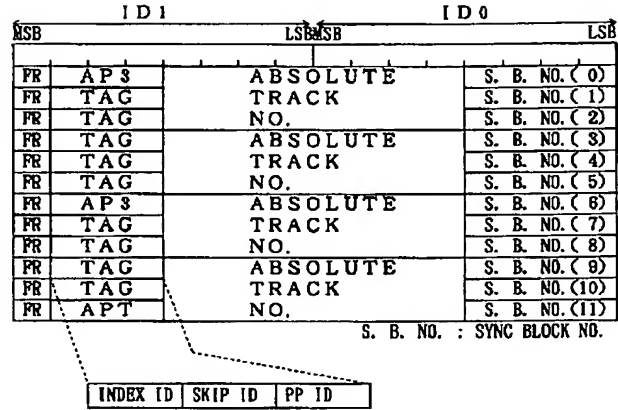 ID1 ID0
MSB LSB MSB LSB
FR AP3 ABSOLUTE S. B. NO. ( 0)
FR TAG TRACK S. B. NO. ( 1)
FR TAG NO. S. B. NO. ( 2)
FR TAG ABSOLUTE S. B. NO. ( 3)
FR TAG TRACK S. B. NO. ( 4)
FR TAG NO. S. B. NO. ( 5)
FR AP3 ABSOLUTE S. B. NO. ( 6)
FR TAG TRACK S. B. NO. ( 7)
FR TAG NO. S. B. NO. ( 8)
FR TAG ABSOLUTE S. B. NO. ( 9)
FR TAG TRACK S. B. NO. (10)
FR APT NO. S. B. NO. (11)
S. B. NO. : SYNC BLOCK NO.
INDEX ID SKIP ID PP ID